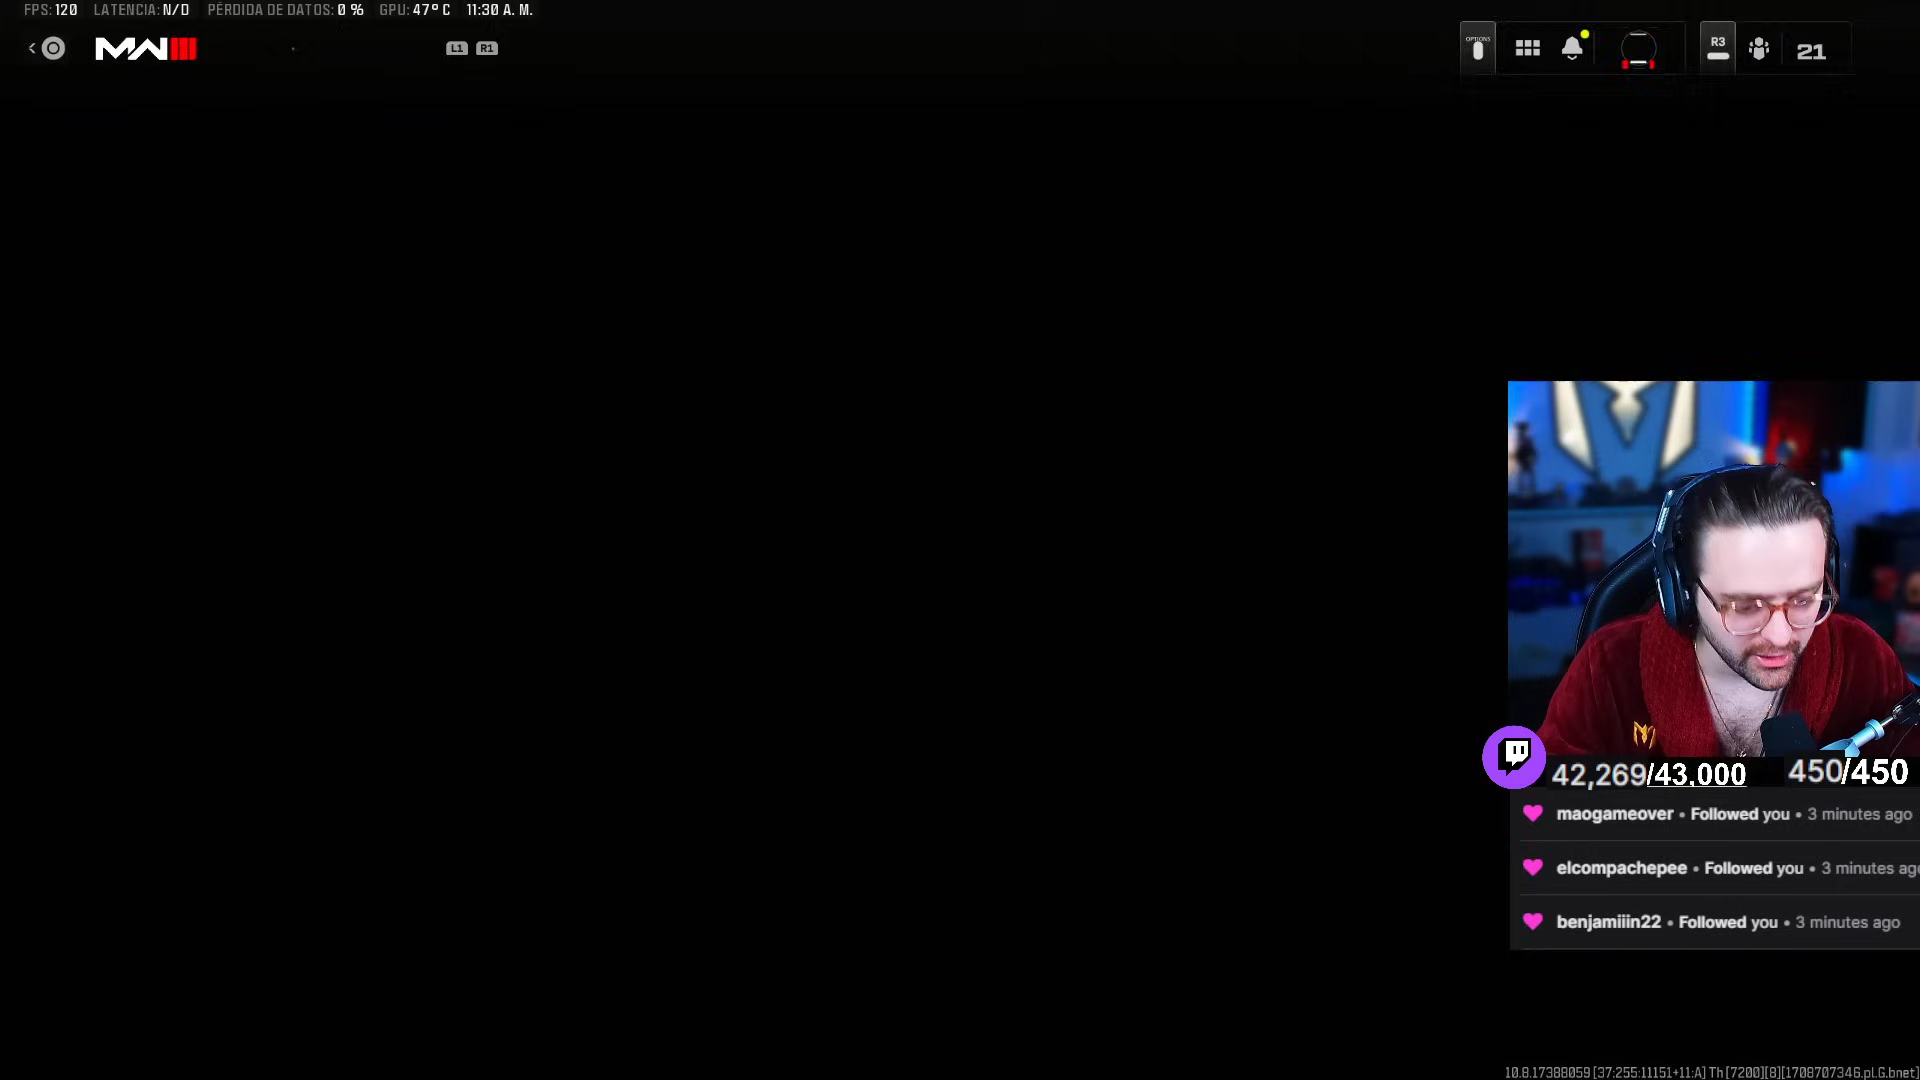 FPS: 120 LATENCIA: N/D PÉRDIDA DE DATOS: 0 % GPU: 47º C 11:30 A. M.
MWIII L1 R1 OPTIONS R3 21
42,269/43,000 450/450
maogameover • Followed you • 3 minutes ago
elcompachepee • Followed you • 3 minutes ago
benjamiiin22 • Followed you • 3 minutes ago
10.8.17388059 [37:255:11151+11:A] Th [7200][8][1708707346.pl.G.bnet]